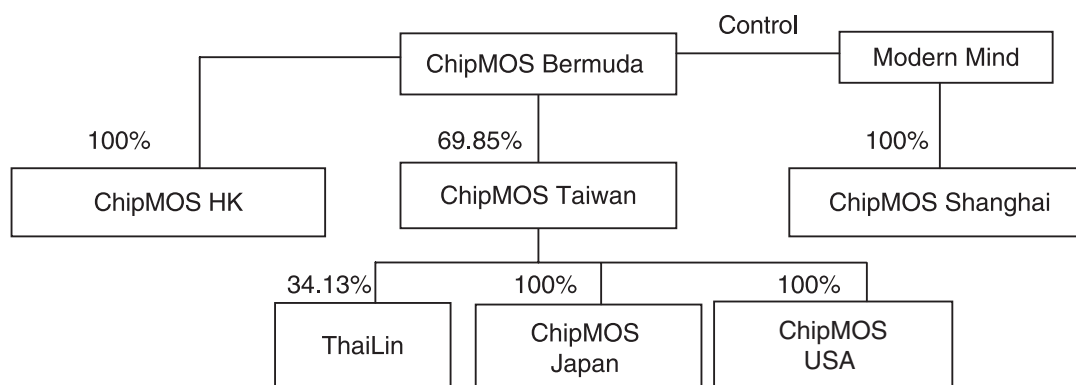 Control
ChipMOS Bermuda
Modern Mind
100%
69.85%
100%
ChipMOS HK
ChipMOS Taiwan
ChipMOS Shanghai
34.13%
100%
100%
ThaiLin
ChipMOS
Japan
ChipMOS
USA